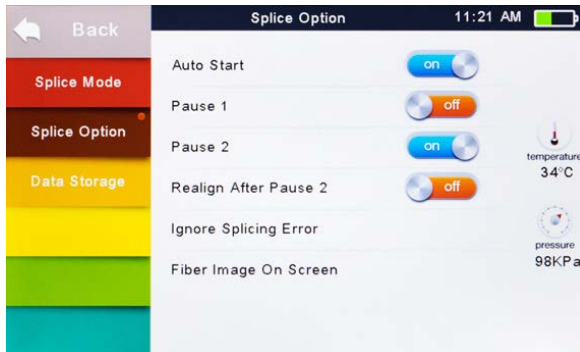 Back
Splice Option
11:21 AM
Splice Mode
Splice Option
Data Storage
Auto Start
on
Pause 1
off
Pause 2
on
Realign After Pause 2
off
Ignore Splicing Error
Fiber Image On Screen
temperature
34°C
pressure
98KPa